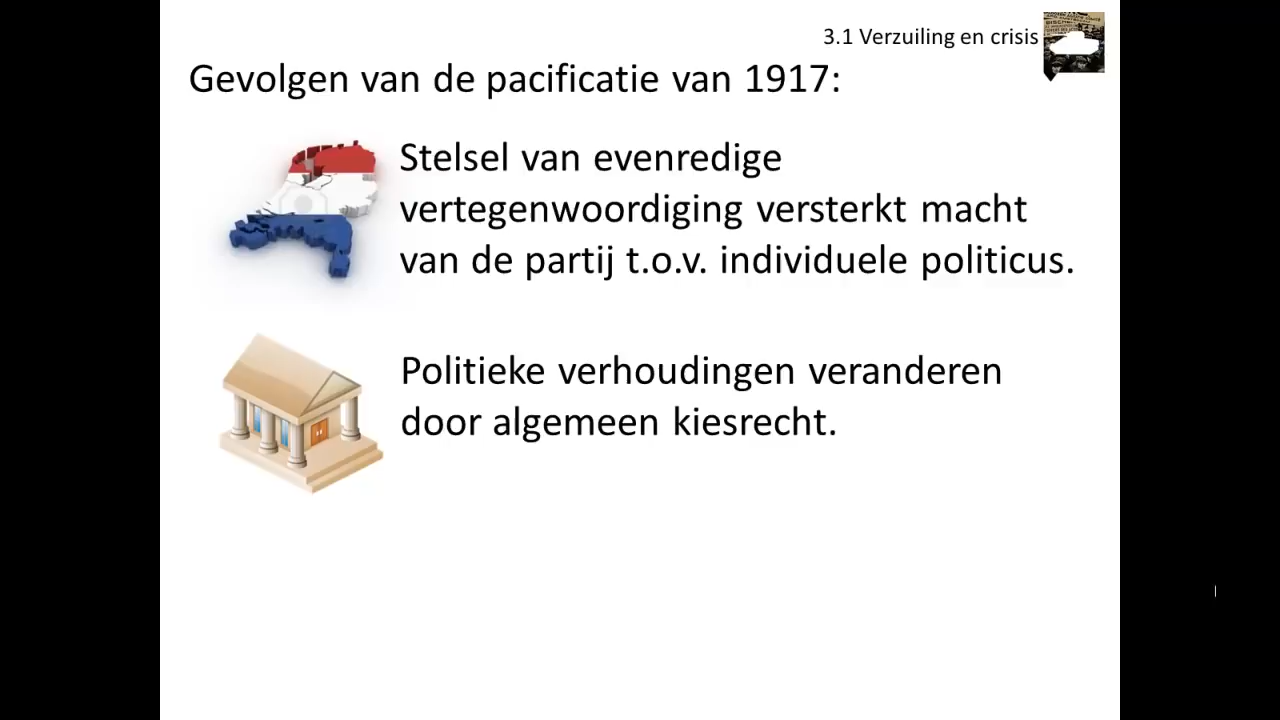 3.1 Verzuiling en crisis
Gevolgen van de pacificatie van 1917:
Stelsel van evenredige
vertegenwoordiging versterkt macht
van de partij t.o.v. individuele politicus.
Politieke verhoudingen veranderen
door algemeen kiesrecht.